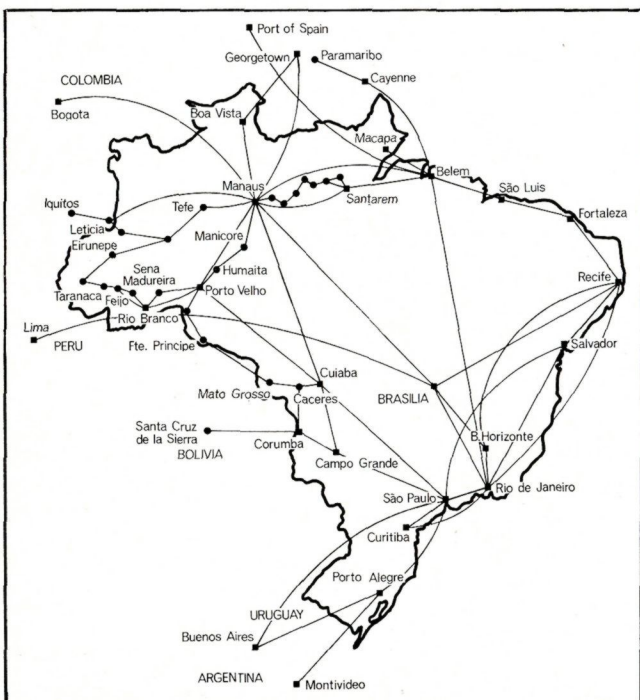 Port of Spain
Georgetown
Paramaribo
COLOMBIA
Cayenne
Bogota
Boa Vista
Macapa
Belem
Manaus
Santarem
São Luis
Iquitos
Tefe
Fortaleza
Leticia
Manicore
Eirunepe
Sena
Madureira
Humaita
Recife
Taranaca
Feijo
Porto Velho
Rio Branco
Lima
PERU
Fte. Principe
Salvador
Cuiaba
Mato Grosso
Caceres
BRASILIA
Santa Cruz
de la Sierra
BOLIVIA
Corumba
B.Horizonte
Campo Grande
São Paulo
Rio de Janeiro
Curitiba
Porto Alegre
URUGUAY
Buenos Aires
ARGENTINA
Montivideo